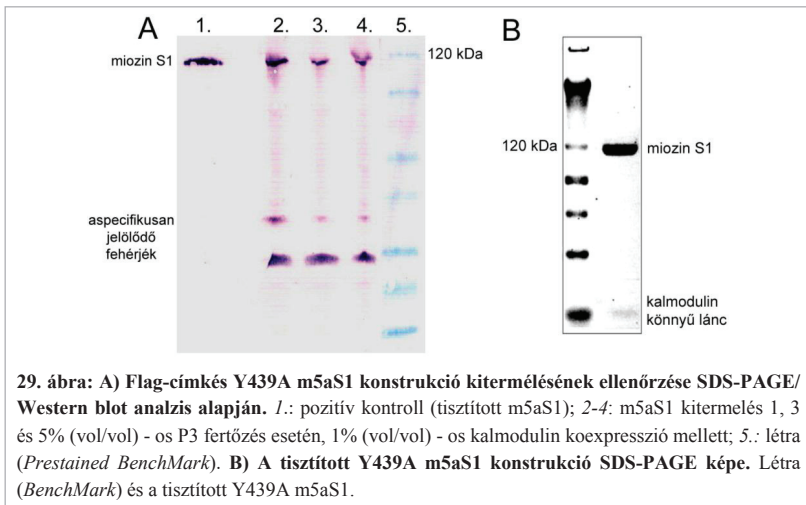 A
1.
2.
3.
4.
5.
miozin S1
120 kDa
aspecifikusan
jelölődő
fehérjék
B
120 kDa
miozin S1
kalmodulin
könnyű lánc
29. ábra: A) Flag-címkés Y439A m5aS1 konstrukció kitermelésének ellenőrzése SDS-PAGE/
Western blot analzis alapján. 1.: pozitív kontroll (tisztított m5aS1); 2-4: m5aS1 kitermelés 1, 3
és 5% (vol/vol) - os P3 fertőzés esetén, 1% (vol/vol) - os kalmodulin koexpresszió mellett; 5.: létra
(Prestained BenchMark). B) A tisztított Y439A m5aS1 konstrukció SDS-PAGE képe. Létra
(BenchMark) és a tisztított Y439A m5aS1.